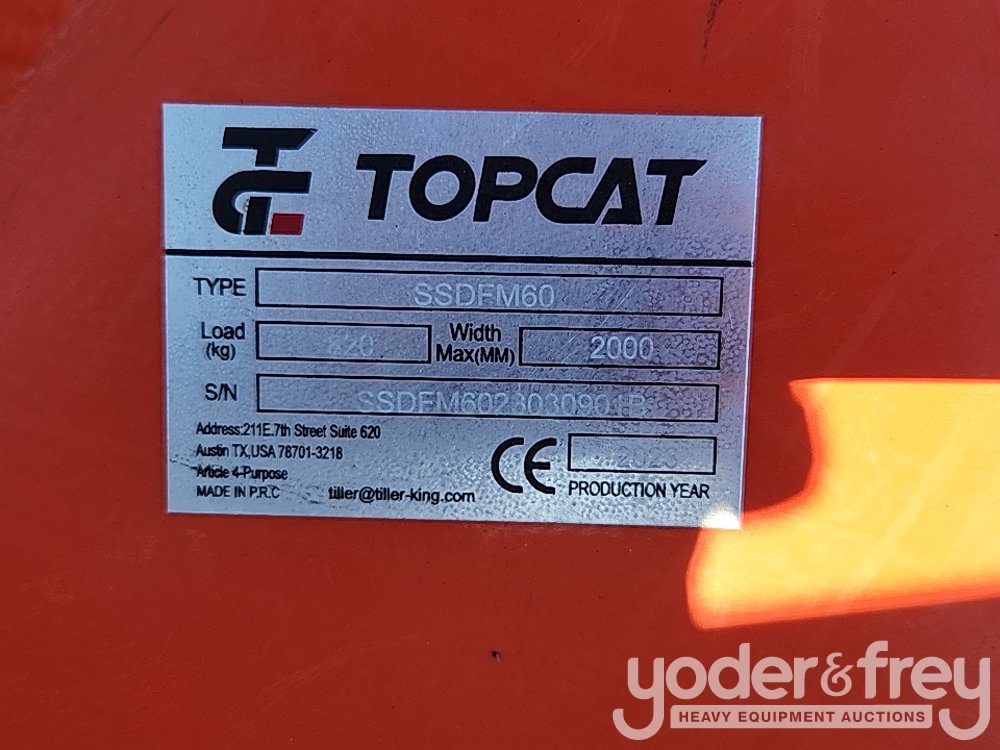 TOPCAT
TYPE SSDFM60
Load (kg) Width Max(MM) 2000
S/N
Address:211E.7th Street Suite 620
Austin TX,USA 78701-3218
Article 4-Purpose
MADE IN P.R.C tiller@tiller-king.com
CE PRODUCTION YEAR
yoder&frey
HEAVY EQUIPMENT AUCTIONS